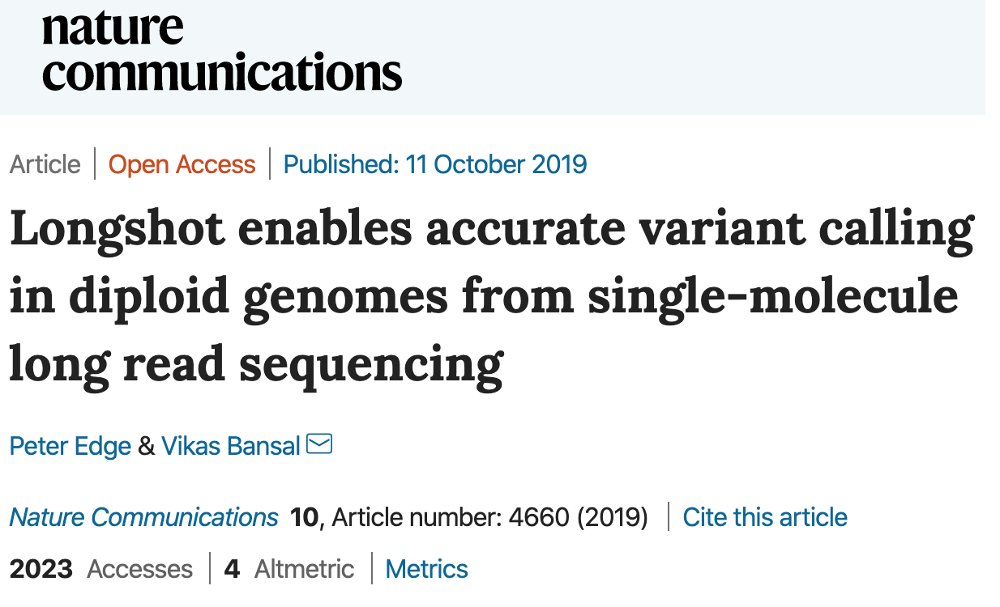 nature
communications
Article | Open Access | Published: 11 October 2019
Longshot enables accurate variant calling
in diploid genomes from single-molecule
long read sequencing
Peter Edge & Vikas Bansal
Nature Communications 10, Article number: 4660 (2019) | Cite this article
2023 Accesses | 4 Altmetric | Metrics